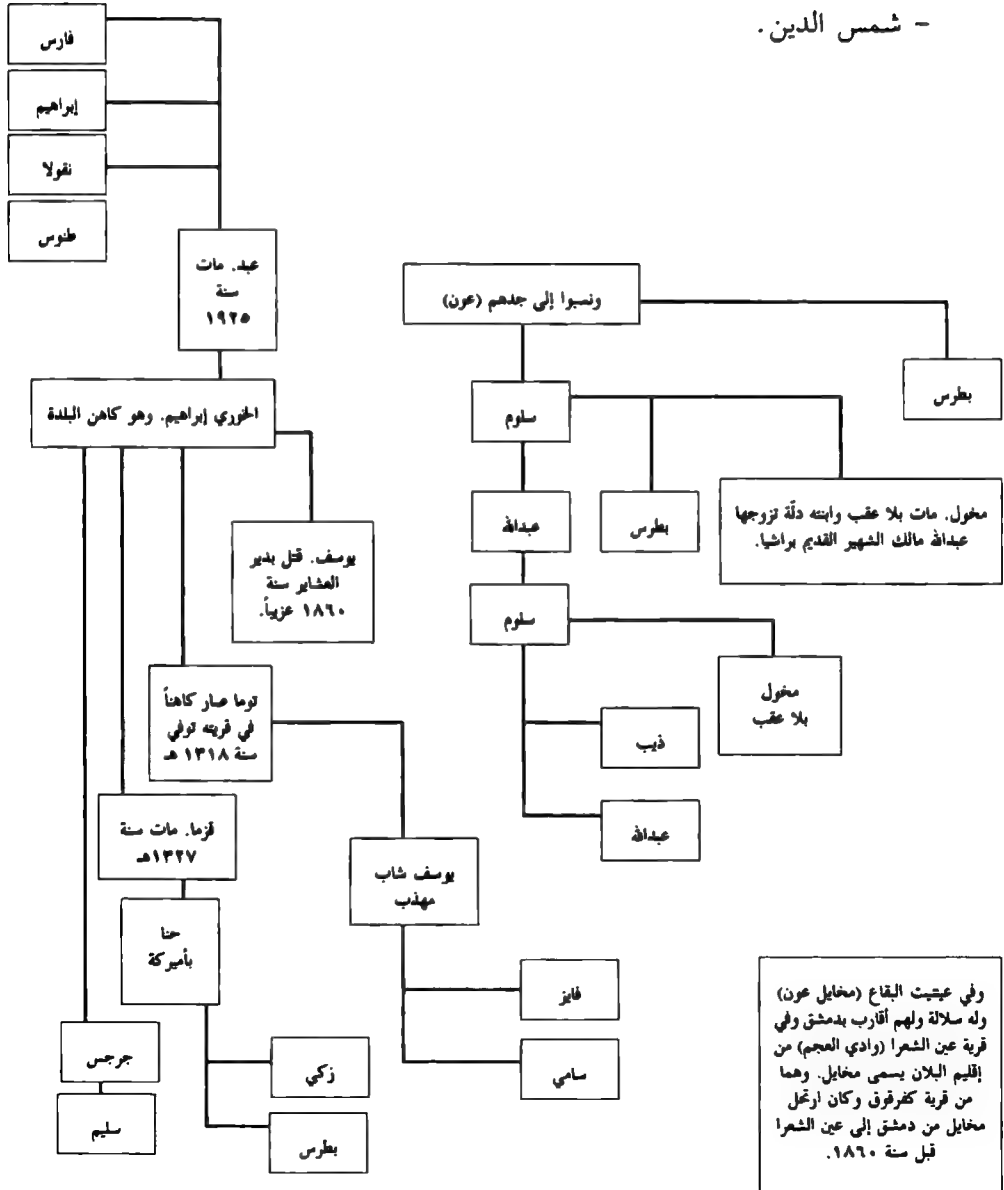 - شمس الدين.
ونسبوا إلى جدهم (عون)
بطرس
سلوم
عبدالله
بطرس
مخول. مات بلا عقب وابنته دلّة تزوجها
عبدالله مالك الشهير القديم براشيا.
سلوم
مخول
بلا عقب
ذيب
عبدالله
فارس
إبراهيم
نقولا
طنوس
عبد. مات
سنة
١٩٢٥
الخوري إبراهيم. وهو كاهن البلدة
يوسف. قتل بدير
العشاير سنة
١٨٦٠ عزيباً.
توما صار كاهناً
في قريته توفي
سنة ١٣١٨ هـ
يوسف شاب
مهذب
فايز
سامي
قزما. مات سنة
١٣٢٧هـ
حنا
بأميركة
زكي
بطرس
جرجس
سليم
وفي عيتنيت البقاع (مخايل عون)
وله سلالة ولهم أقارب بدمشق وفي
قرية عين الشعرا (وادي العجم) من
إقليم البلان يسمى مخايل. وهما
من قرية كفرقوق وكان ارتحل
مخايل من دمشق إلى عين الشعرا
قبل سنة ١٨٦٠.